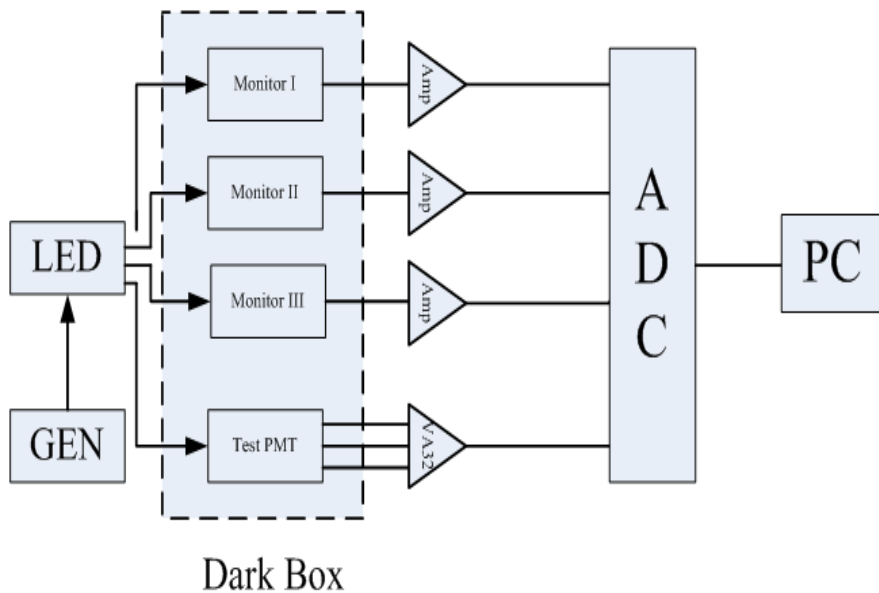 Monitor I
Amp
Monitor II
Amp
LED
Monitor III
Amp
GEN
Test PMT
VA32
A
D
C
PC
Dark Box